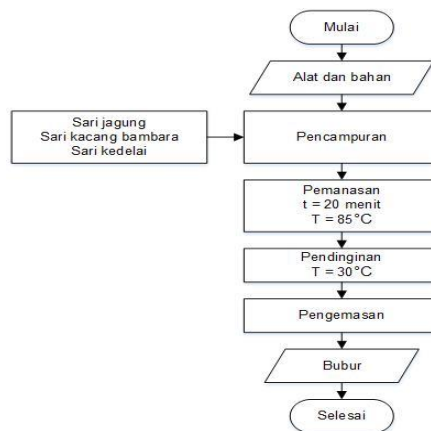 Mulai
Alat dan bahan
Sari jagung
Sari kacang bambara
Sari kedelai
Pencampuran
Pemanasan
t = 20 menit
T = 85°C
Pendinginan
T = 30°C
Pengemasan
Bubur
Selesai